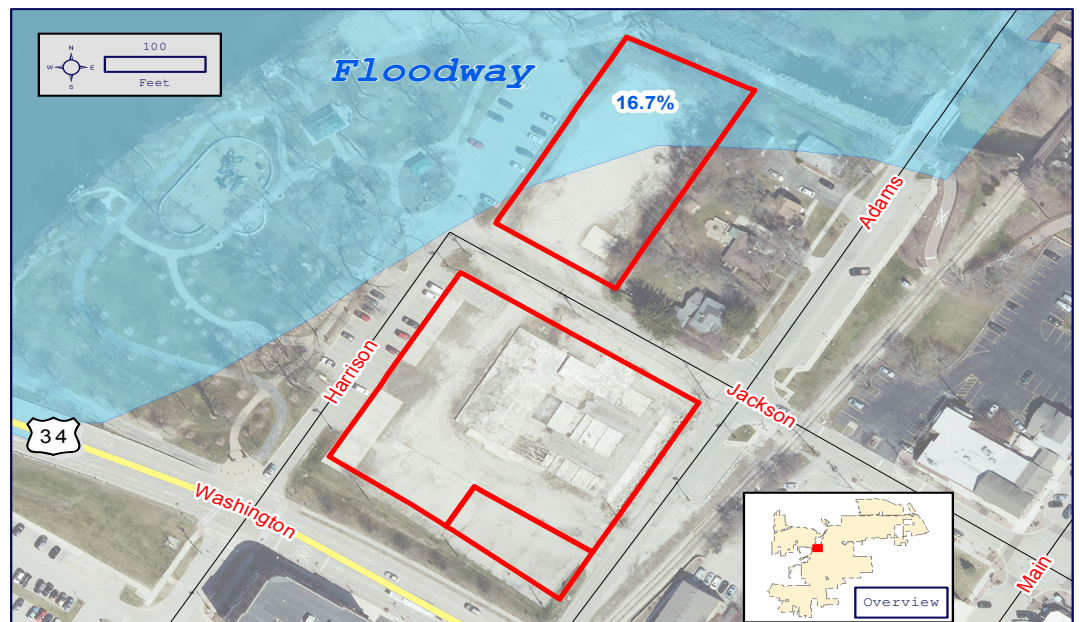 N
W E
S
100
Feet
Floodway
16.7%
Adams
Harrison
34
Jackson
Washington
Main
Overview